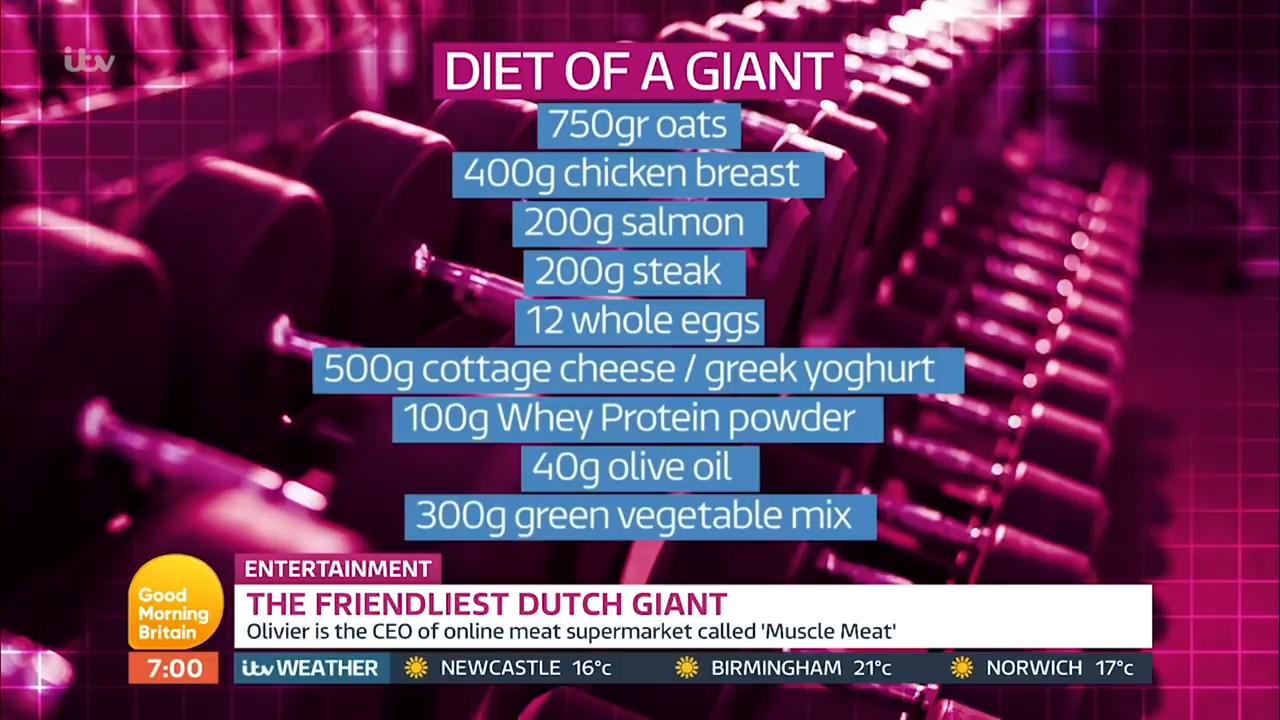 itv
DIET OF A GIANT
750gr oats
400g chicken breast
200g salmon
200g steak
12 whole eggs
500g cottage cheese / greek yoghurt
100g Whey Protein powder
40g olive oil
300g green vegetable mix
ENTERTAINMENT
Good
Morning
Britain
THE FRIENDLIEST DUTCH GIANT
Olivier is the CEO of online meat supermarket called 'Muscle Meat'
7:00 itv WEATHER NEWCASTLE 16°c BIRMINGHAM 21°c NORWICH 17°c